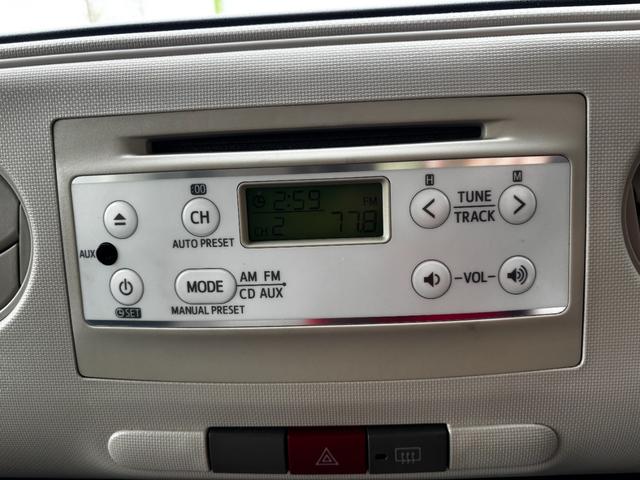 :00
H
M
2:59
FM
CH
TUNE
TRACK
AUTO PRESET
CH 2
77.8
AUX
MODE
AM FM
CD AUX
-VOL-
SET
MANUAL PRESET